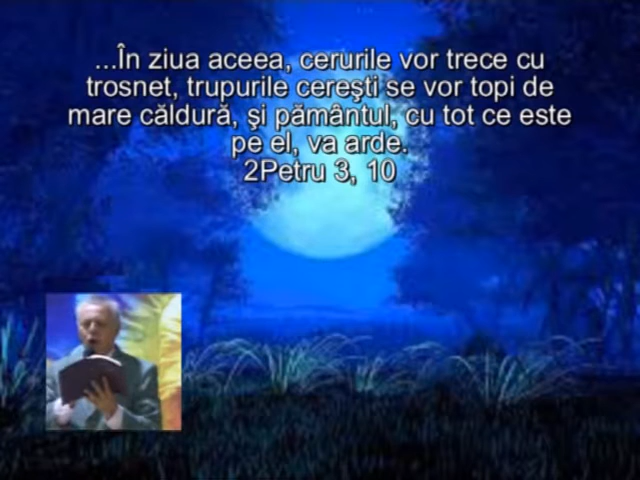 ...În ziua aceea, cerurile vor trece cu
trosnet, trupurile cereşti se vor topi de
mare căldură, şi pământul, cu tot ce este
pe el, va arde.
2Petru 3, 10